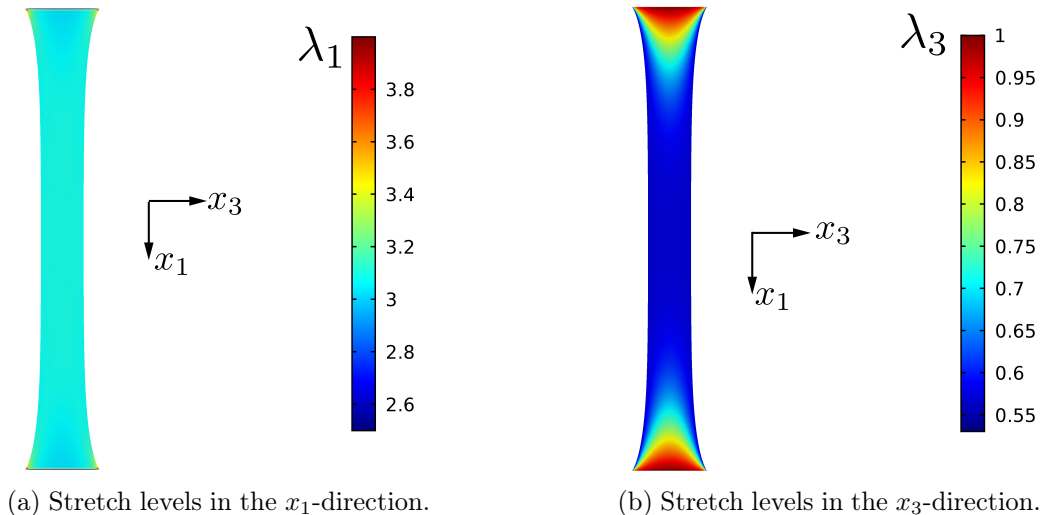 λ1
3.8
3.6
3.4
3.2
3
2.8
2.6
x3
x1
(a) Stretch levels in the x1-direction.
λ3
1
0.95
0.9
0.85
0.8
0.75
0.7
0.65
0.6
0.55
x3
x1
(b) Stretch levels in the x3-direction.